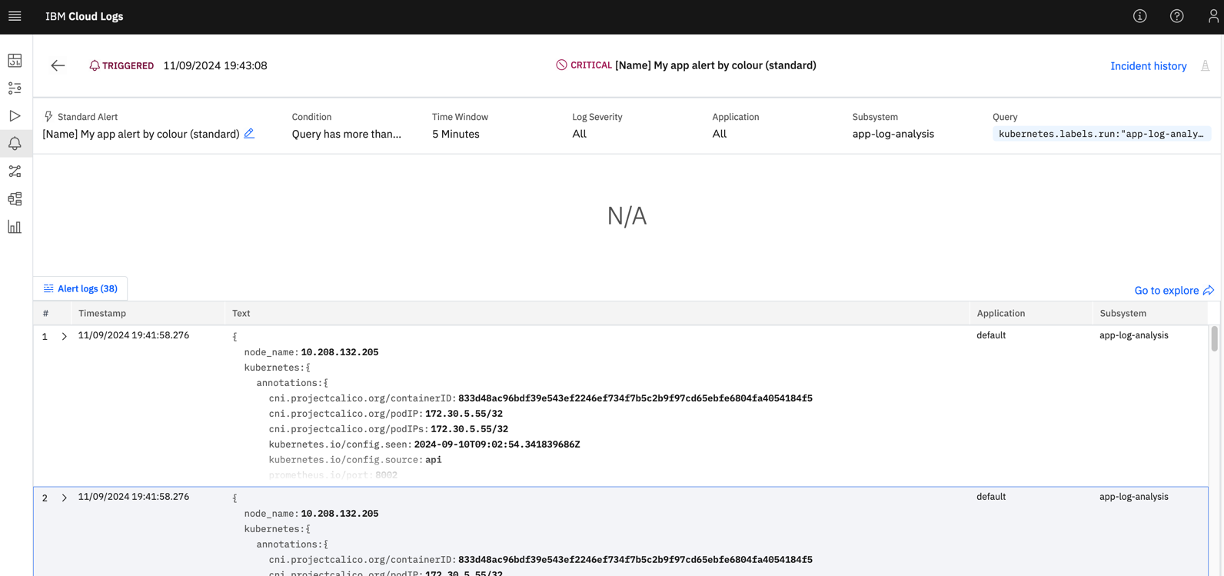 IBM Cloud Logs
TRIGGERED 11/09/2024 19:43:08
CRITICAL [Name] My app alert by colour (standard)
Incident history
Standard Alert Condition Time Window Log Severity Application Subsystem Query
[Name] My app alert by colour (standard) Query has more than... 5 Minutes All All app-log-analysis kubernetes.labels.run:"app-log-analy…
N/A
Alert logs (38)
Go to explore
# Timestamp Text Application Subsystem
1 11/09/2024 19:41:58.276 { default app-log-analysis
node_name: 10.208.132.205
kubernetes:{
annotations:{
cni.projectcalico.org/containerID: 833d48ac96bdf39e543ef2246ef734f7b5c2b9f97cd65ebfe6804fa4054184f5
cni.projectcalico.org/podIP: 172.30.5.55/32
cni.projectcalico.org/podIPs: 172.30.5.55/32
kubernetes.io/config.seen: 2024-09-10T09:02:54.341839686Z
kubernetes.io/config.source: api
prometheus.io/port: 8002
2 11/09/2024 19:41:58.276 { default app-log-analysis
node_name: 10.208.132.205
kubernetes:{
annotations:{
cni.projectcalico.org/containerID: 833d48ac96bdf39e543ef2246ef734f7b5c2b9f97cd65ebfe6804fa4054184f5
cni.projectcalico.org/podIP: 172.30.5.55/32